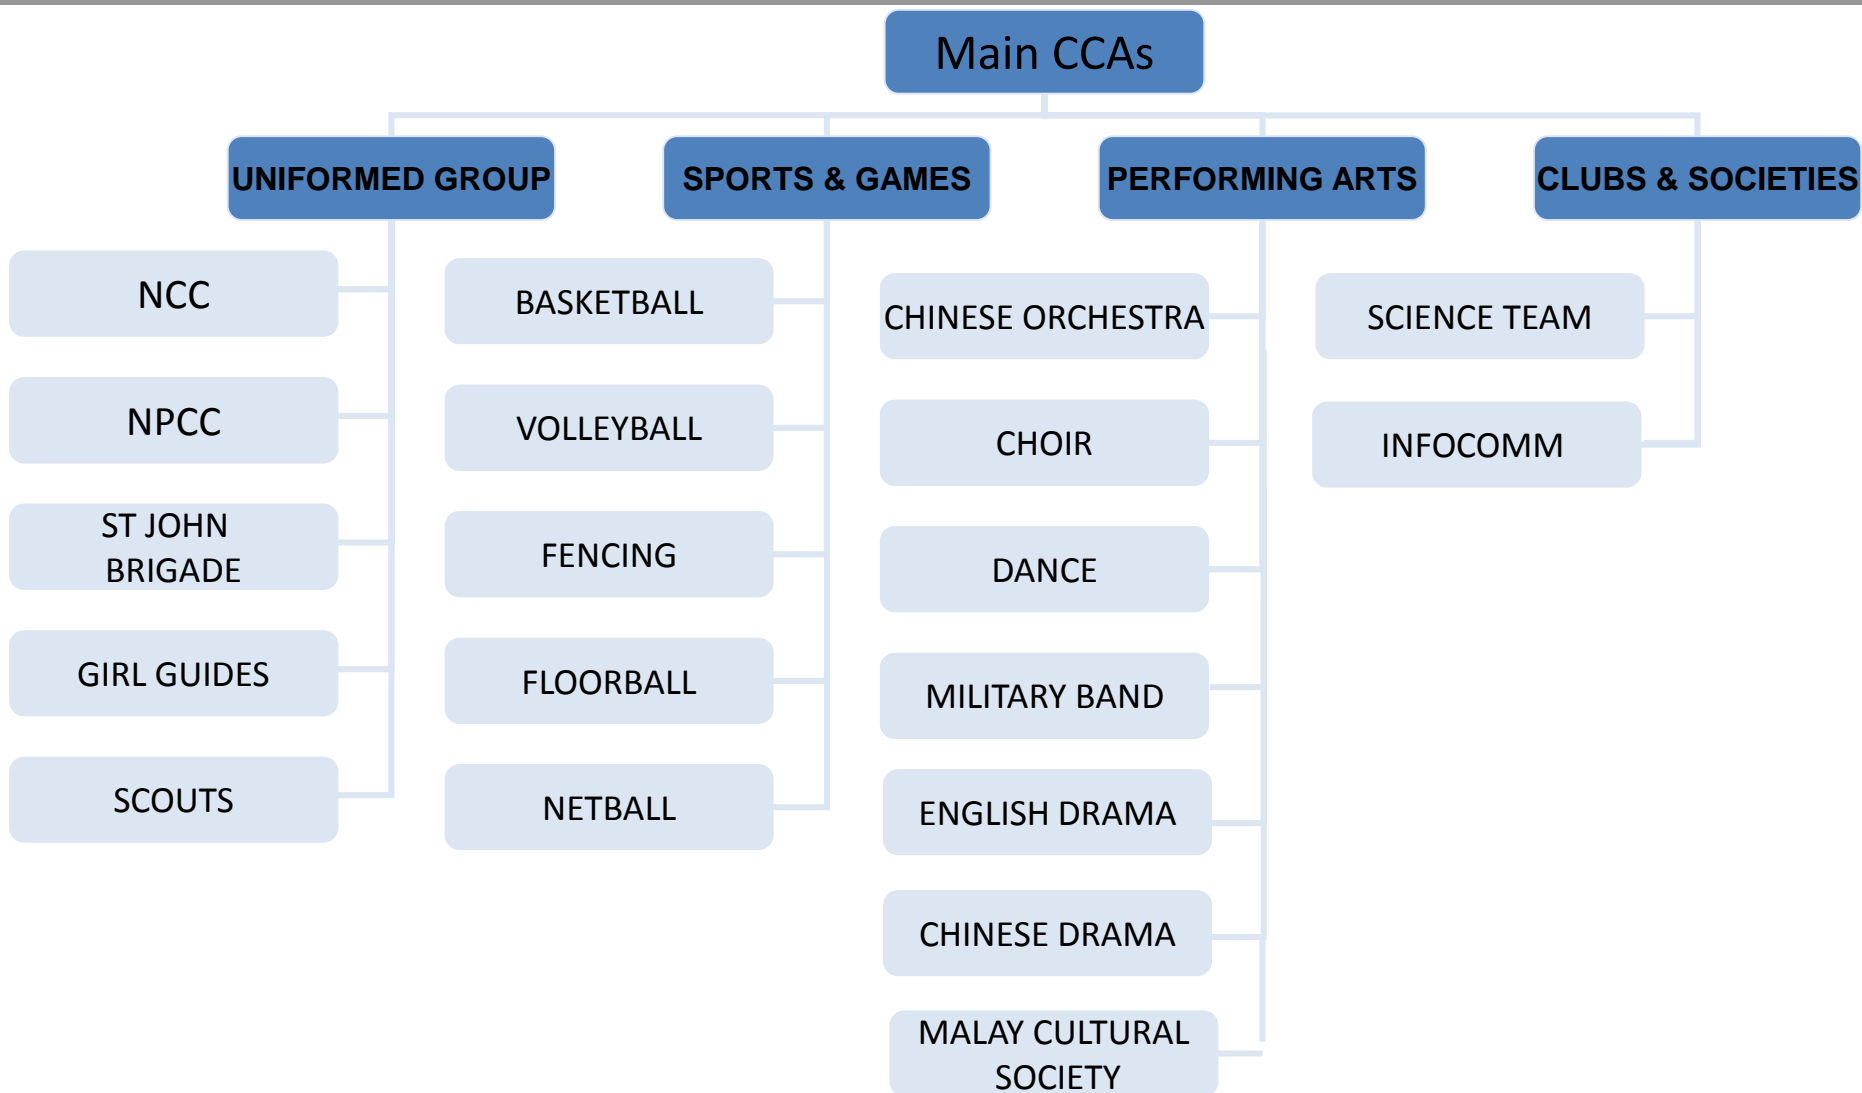 Main CCAs
UNIFORMED GROUP
SPORTS & GAMES
PERFORMING ARTS
CLUBS & SOCIETIES
NCC
NPCC
ST JOHN
BRIGADE
GIRL GUIDES
SCOUTS
BASKETBALL
VOLLEYBALL
FENCING
FLOORBALL
NETBALL
CHINESE ORCHESTRA
CHOIR
DANCE
MILITARY BAND
ENGLISH DRAMA
CHINESE DRAMA
MALAY CULTURAL
SOCIETY
SCIENCE TEAM
INFOCOMM